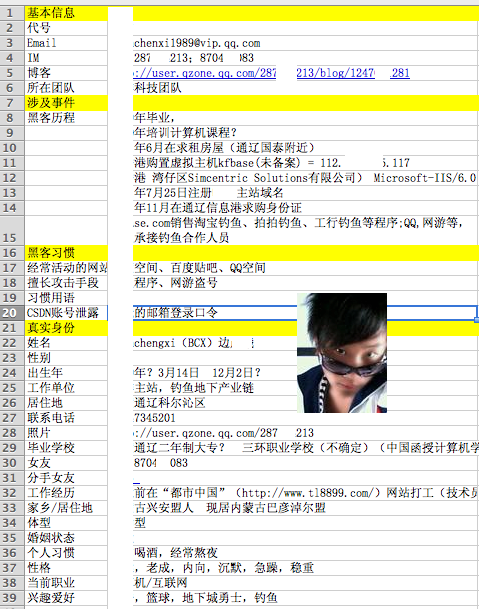 1 基本信息
2 代号
3 Email chenxi1989@vip.qq.com
4 IM 287 213; 8704 083
5 博客 ://user.qzone.qq.com/287 213/blog/1247 281
6 所在团队 科技团队
7 涉及事件
8 黑客历程 年毕业，
9 年培训计算机课程？
10 年6月在求租房屋（通辽国泰附近）
11 港购置虚拟主机kfbase(未备案) = 112. .117
12 港 湾仔区Simcentric Solutions有限公司） Microsoft-IIS/6.0
13 年7月25日注册 主站域名
14 年11月在通辽信息港求购身份证
se.com销售淘宝钓鱼、拍拍钓鱼、工行钓鱼等程序;QQ,网游等，
15 承接钓鱼合作人员
16 黑客习惯
17 经常活动的网站 空间、百度贴吧、QQ空间
18 擅长攻击手段 程序、网游盗号
19 习惯用语
20 CSDN账号泄露 的邮箱登录口令
21 真实身份
22 姓名 chengxi（BCX）边
23 性别
24 出生年 年？3月14日 12月2日？
25 工作单位 主站，钓鱼地下产业链
26 居住地 通辽科尔沁区
27 联系电话 7345201
28 照片 ://user.qzone.qq.com/287 213
29 毕业学校 通辽二年制大专？ 三环职业学校（不确定）（中国函授计算机学
30 女友 8704 083
31 分手女友
32 工作经历 前在“都市中国”（http://www.tl8899.com/）网站打工（技术员
33 家乡/居住地 古兴安盟人 现居内蒙古巴彦淖尔盟
34 体型 型
35 婚姻状态
36 个人习惯 喝酒，经常熬夜
37 性格 ，老成，内向，沉默，急躁，稳重
38 当前职业 机/互联网
39 兴趣爱好 ，篮球，地下城勇士，钓鱼